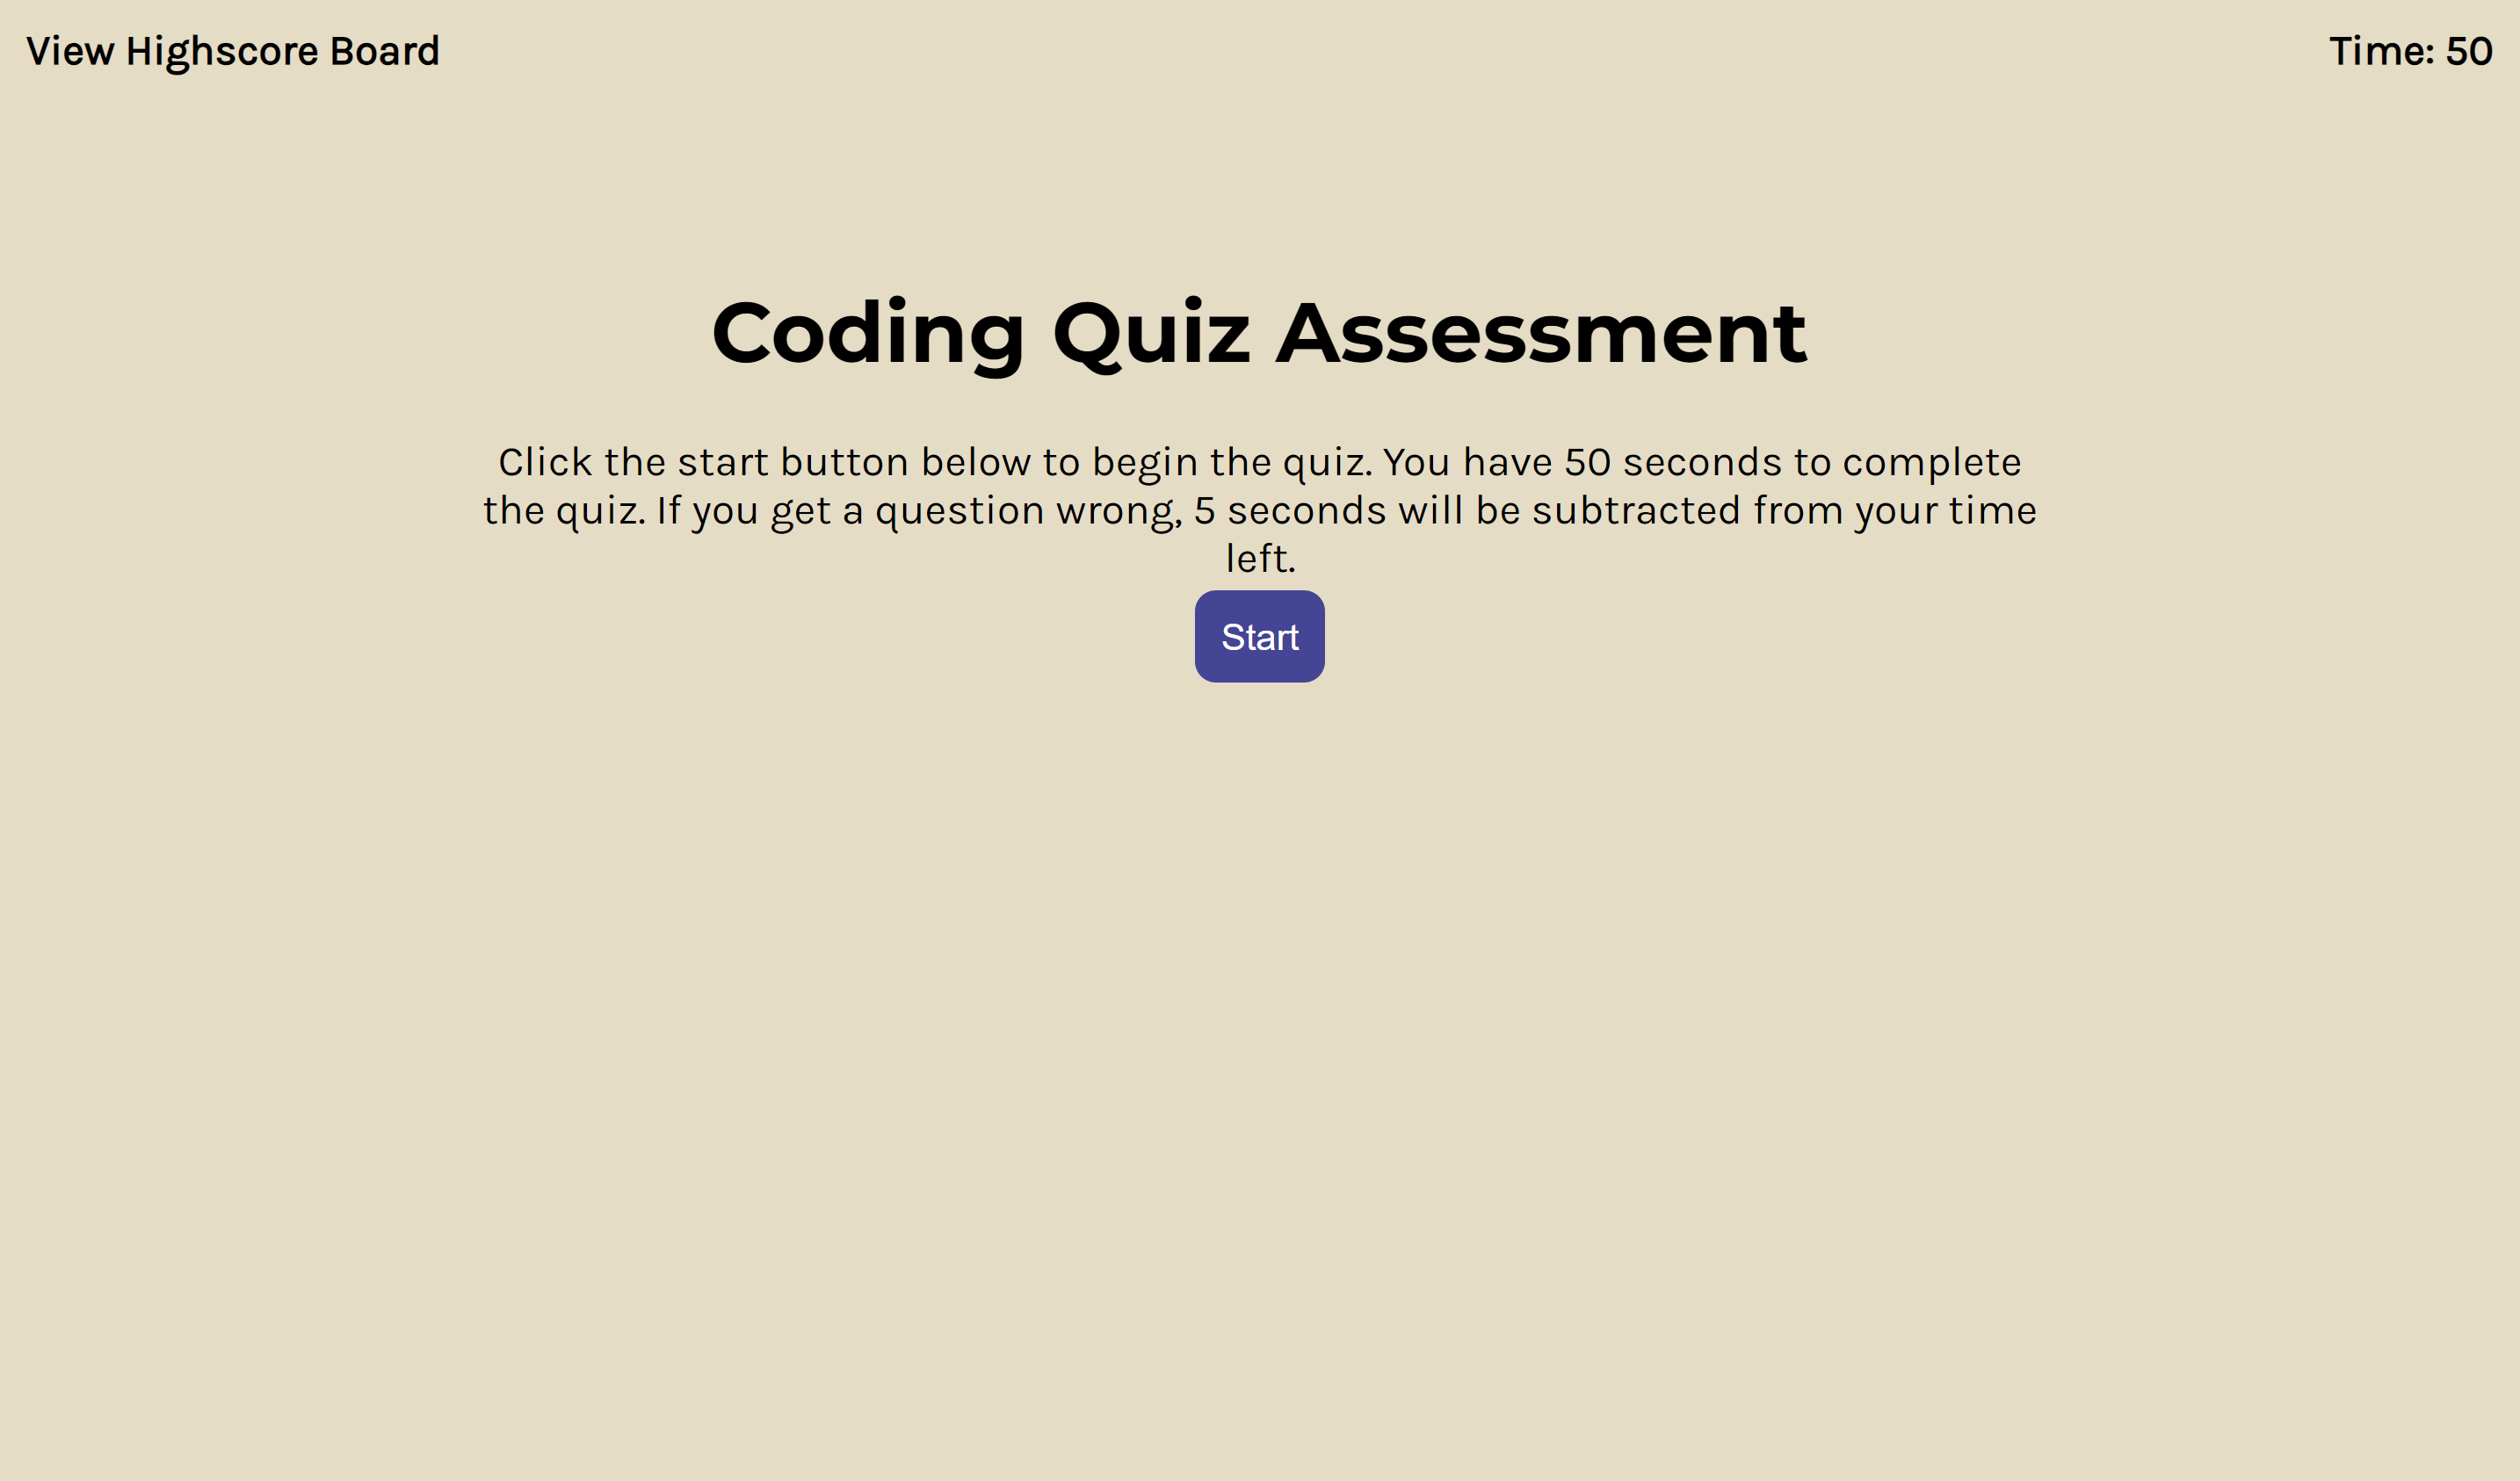 View Highscore Board
Time: 50
Coding Quiz Assessment
Click the start button below to begin the quiz. You have 50 seconds to complete
the quiz. If you get a question wrong, 5 seconds will be subtracted from your time
left.
Start